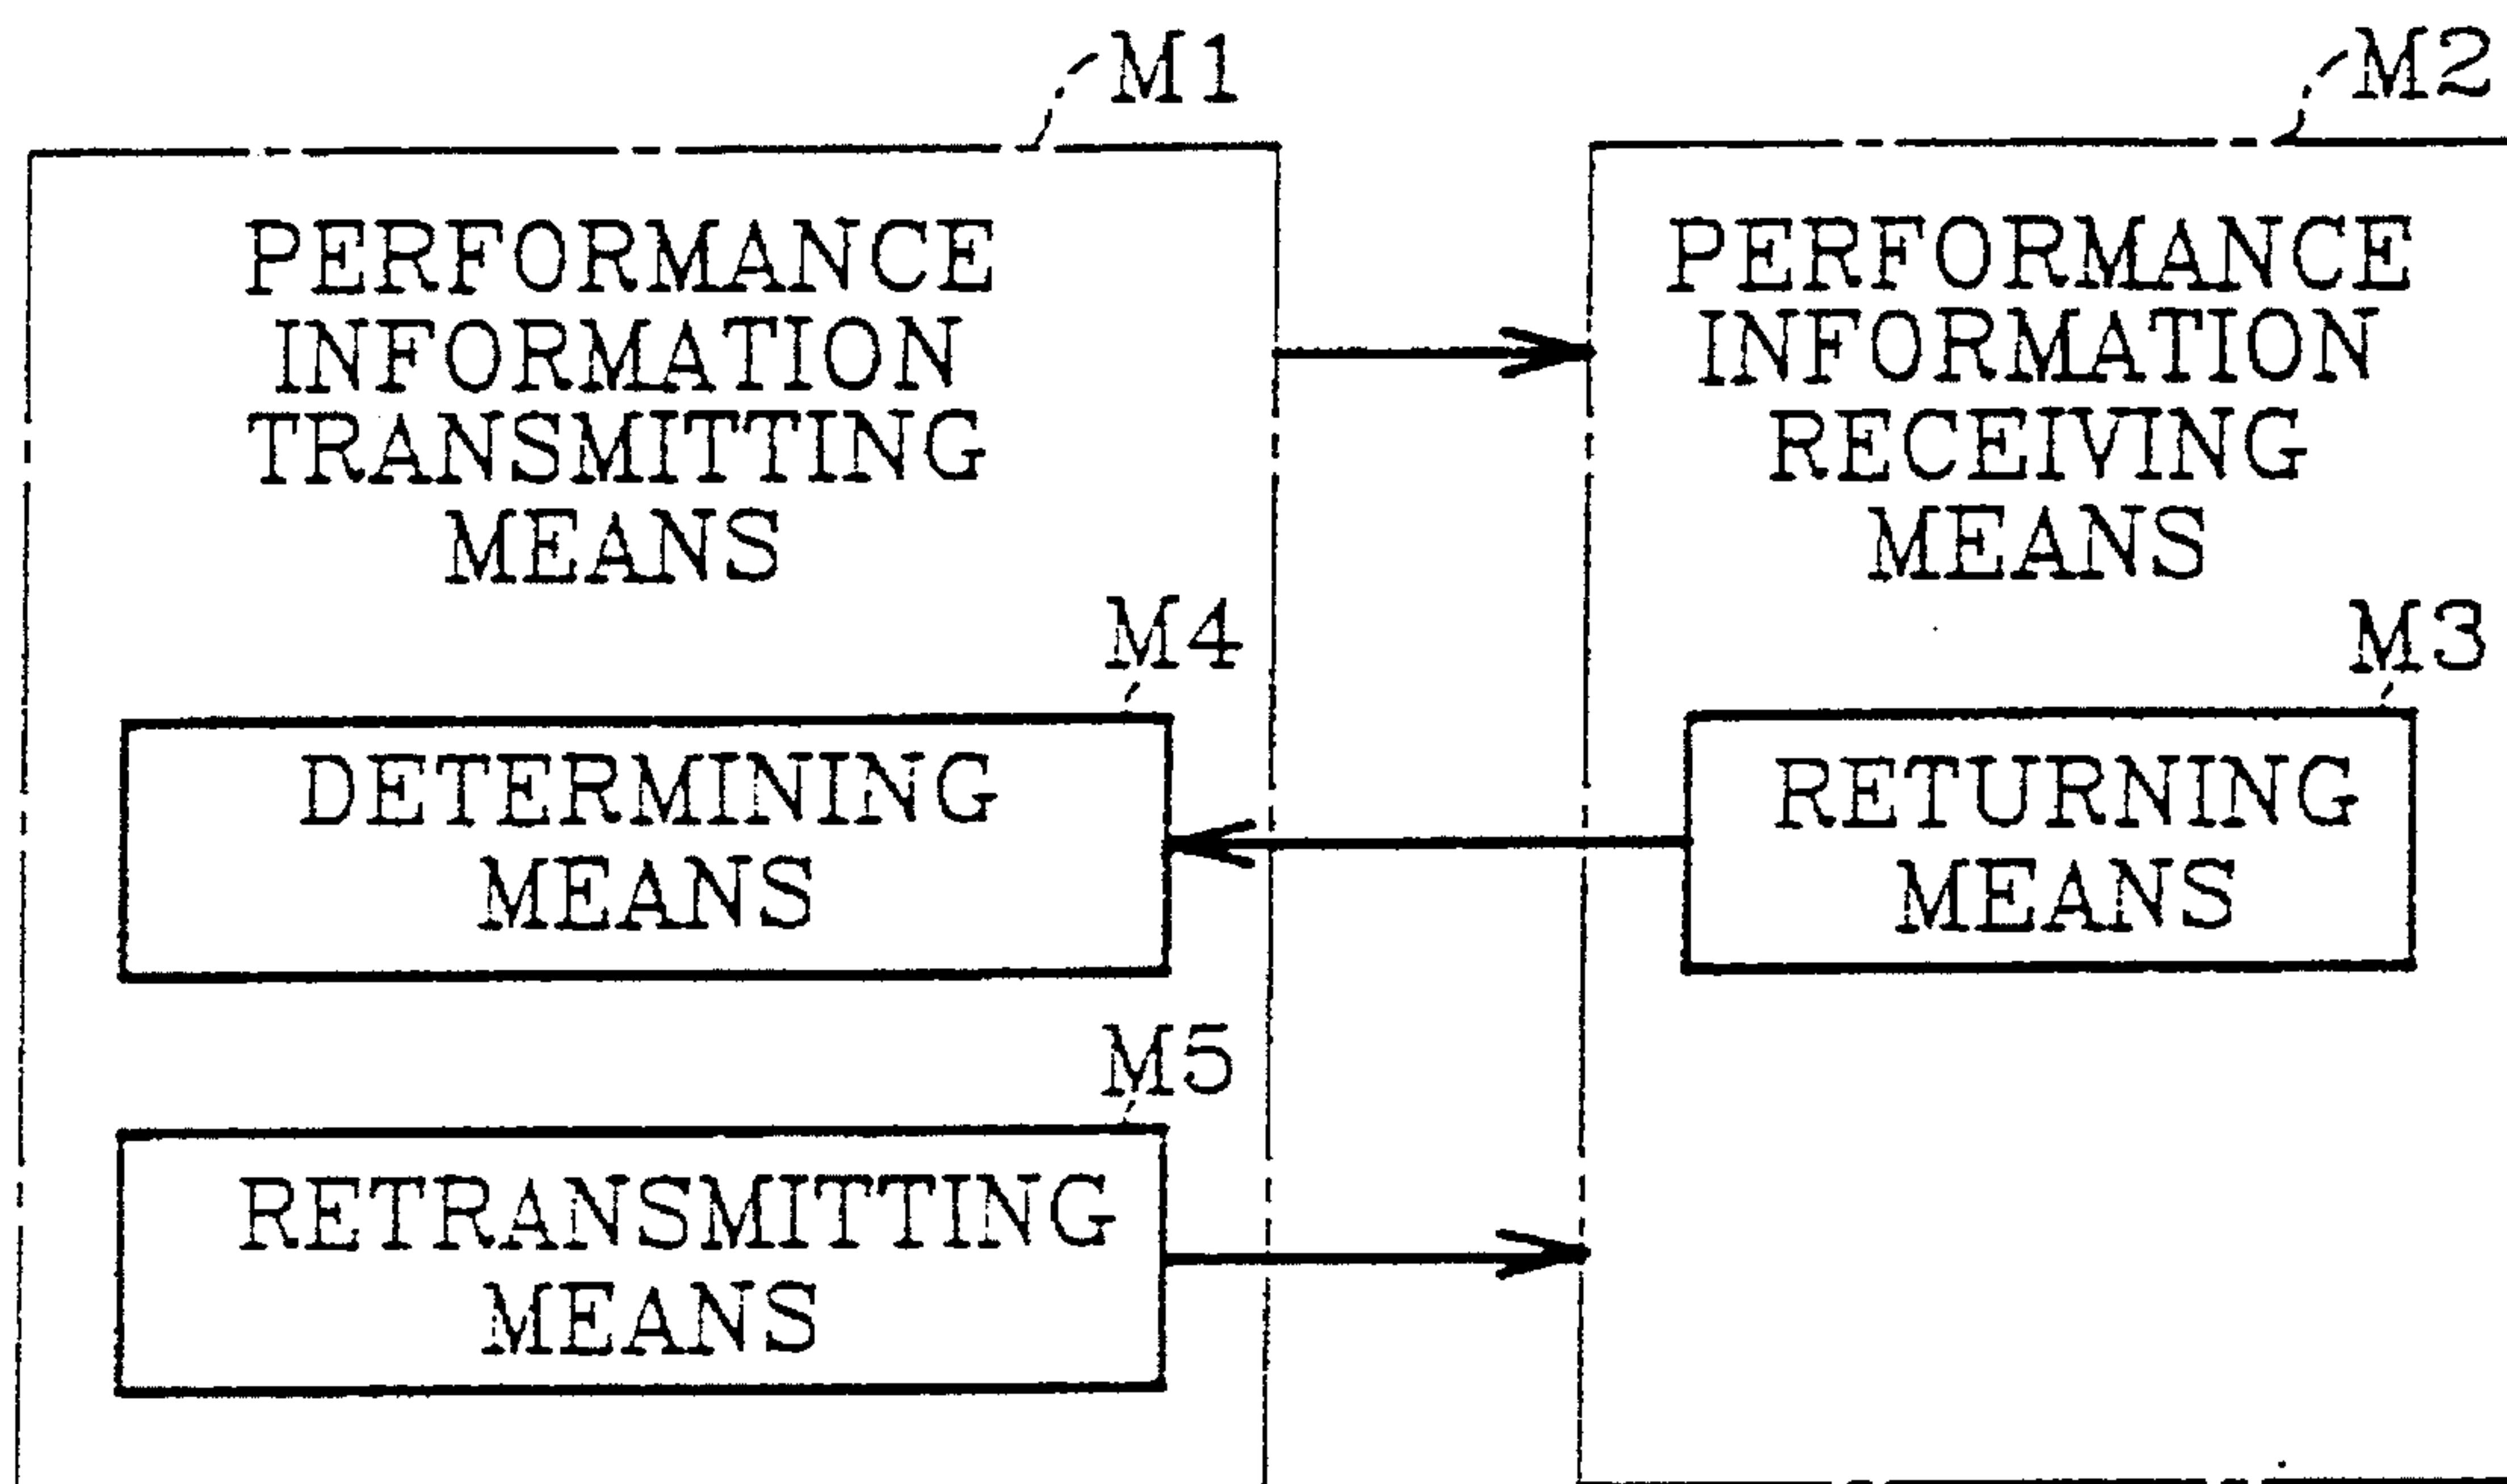 M1
PERFORMANCE
INFORMATION
TRANSMITTING
MEANS
M4
DETERMINING
MEANS
M5
RETRANSMITTING
MEANS
M2
PERFORMANCE
INFORMATION
RECEIVING
MEANS
M3
RETURNING
MEANS